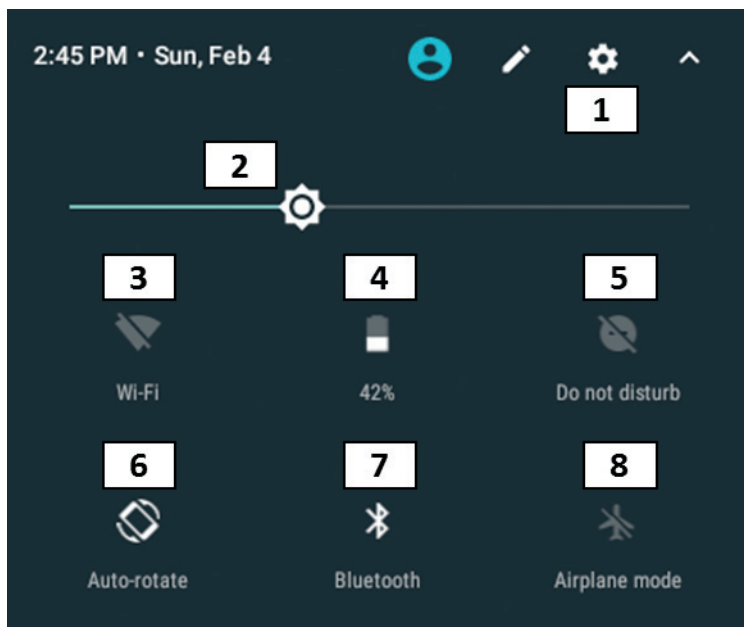 2:45 PM • Sun, Feb 4
1
2
3 4 5
Wi-Fi 42% Do not disturb
6 7 8
Auto-rotate Bluetooth Airplane mode